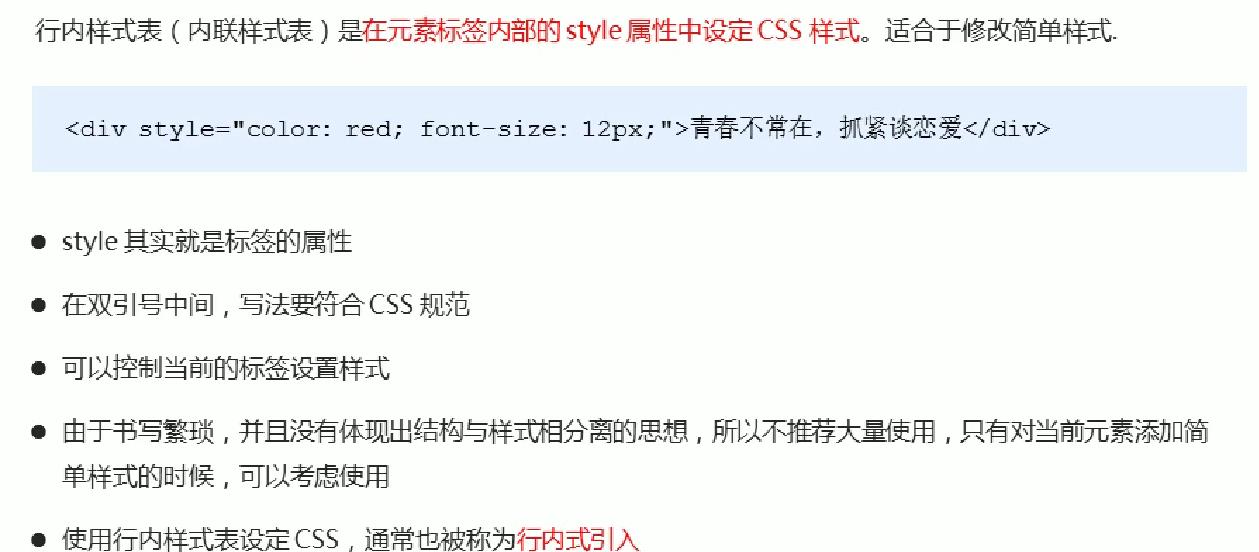 行内样式表（内联样式表）是在元素标签内部的 style 属性中设定 CSS 样式。适合于修改简单样式.
<div style="color: red; font-size: 12px;">青春不常在，抓紧谈恋爱</div>
● style 其实就是标签的属性
● 在双引号中间，写法要符合 CSS 规范
● 可以控制当前的标签设置样式
● 由于书写繁琐，并且没有体现出结构与样式相分离的思想，所以不推荐大量使用，只有对当前元素添加简
单样式的时候，可以考虑使用
● 使用行内样式表设定 CSS，通常也被称为行内式引入